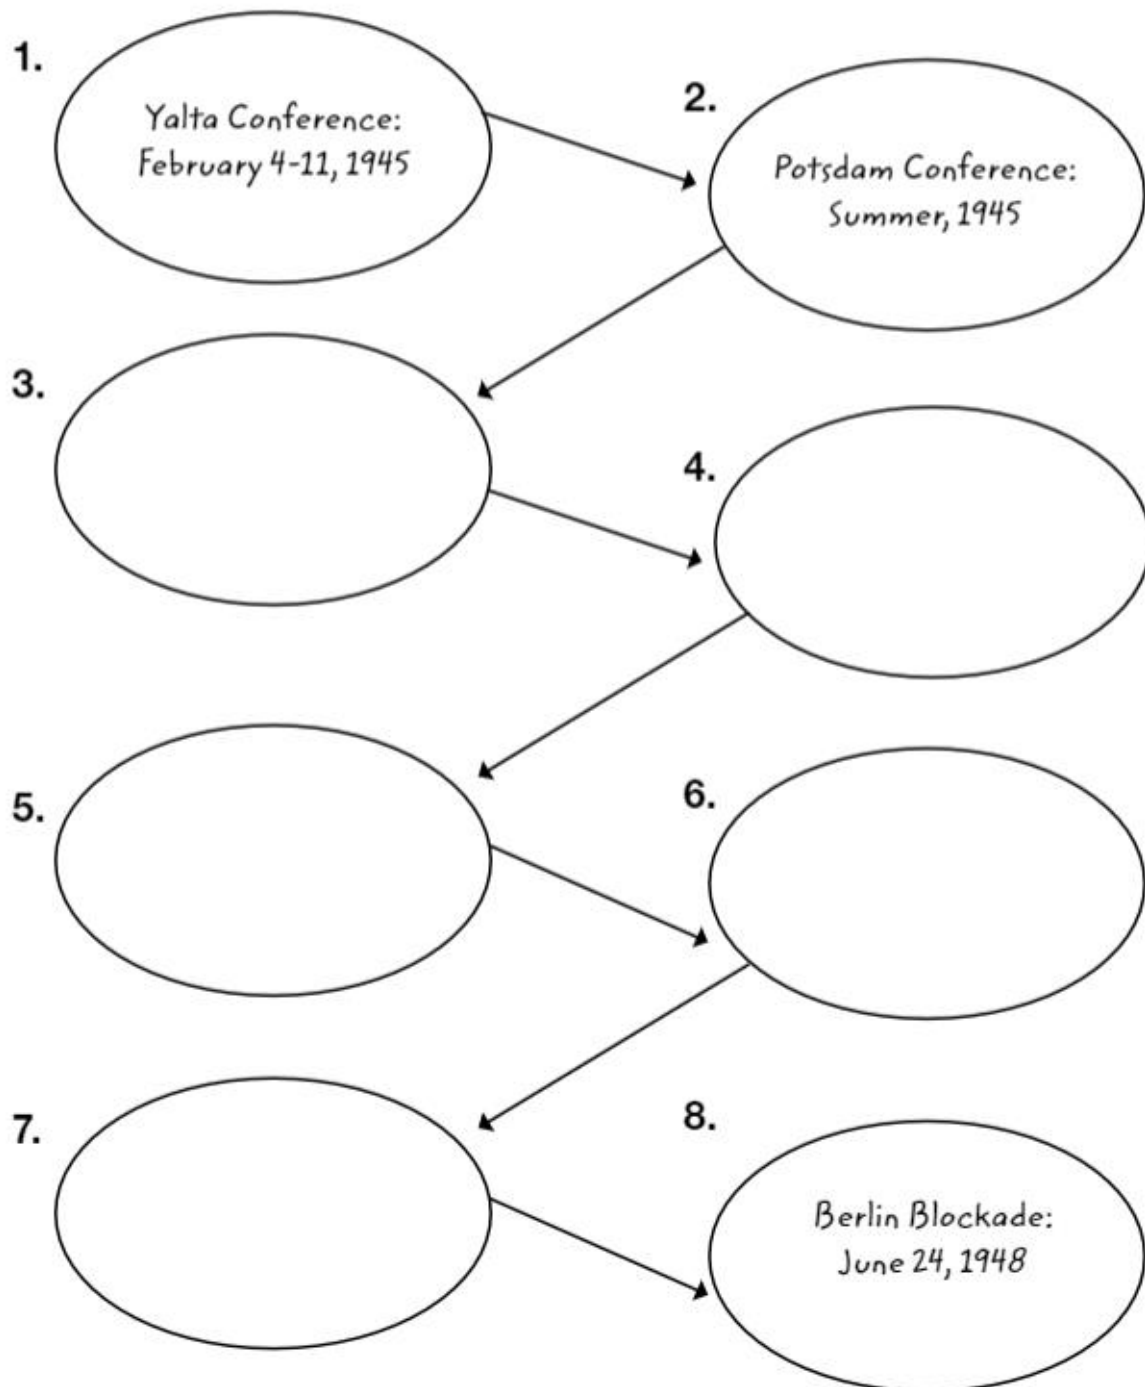 1.
Yalta Conference:
February 4-11, 1945
2.
Potsdam Conference:
Summer, 1945
3.
4.
5.
6.
7.
8.
Berlin Blockade:
June 24, 1948